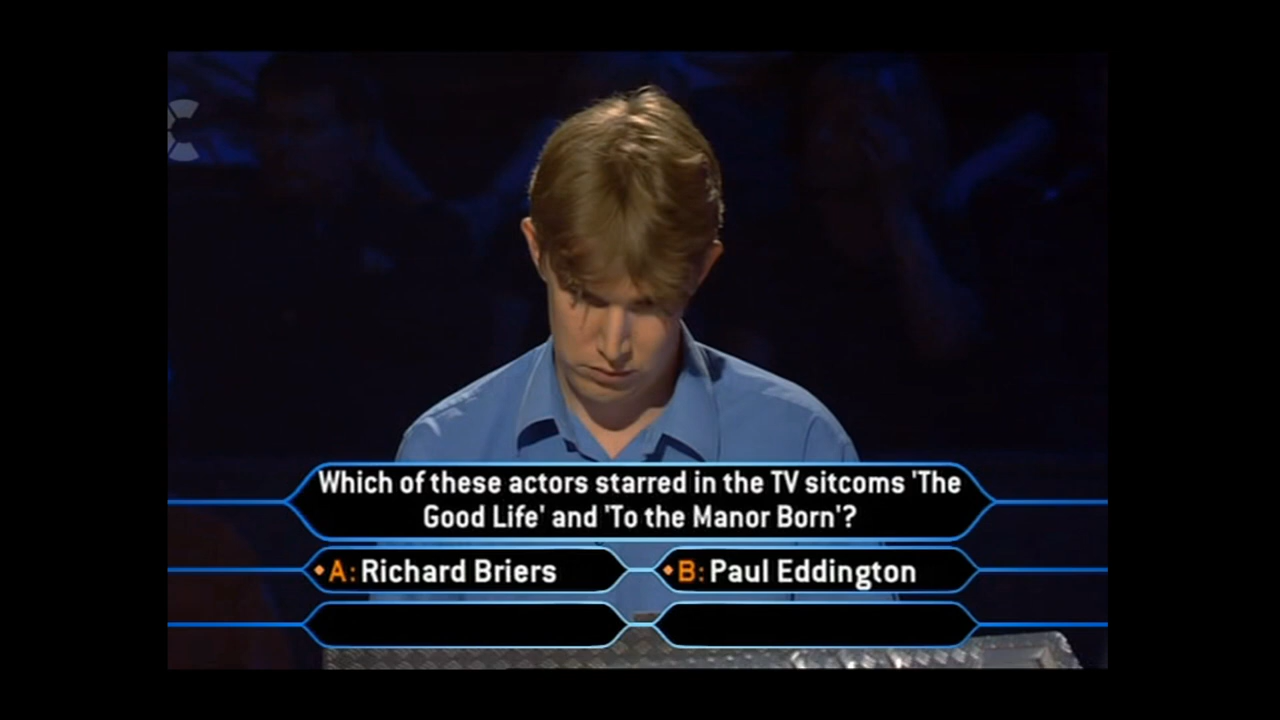 Which of these actors starred in the TV sitcoms 'The
Good Life' and 'To the Manor Born'?
A: Richard Briers
B: Paul Eddington